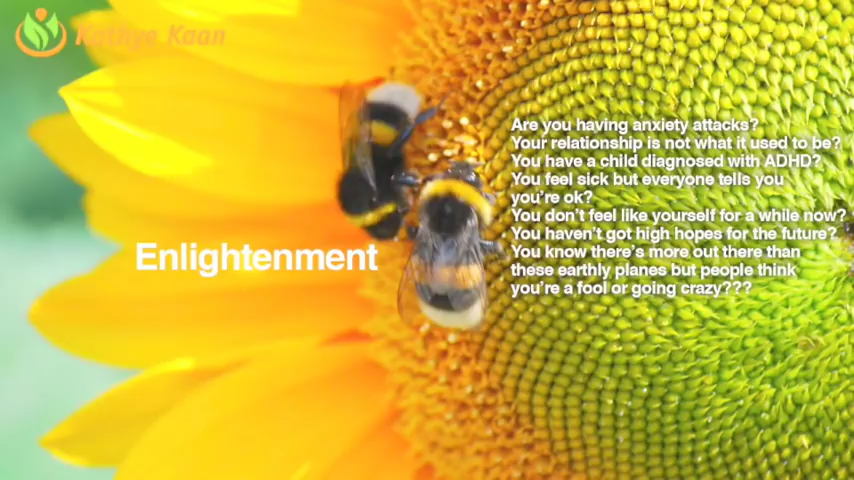 Kathye Kaan
Enlightenment
Are you having anxiety attacks?
Your relationship is not what it used to be?
You have a child diagnosed with ADHD?
You feel sick but everyone tells you
you're ok?
You don't feel like yourself for a while now?
You haven't got high hopes for the future?
You know there's more out there than
these earthly planes but people think
you're a fool or going crazy???